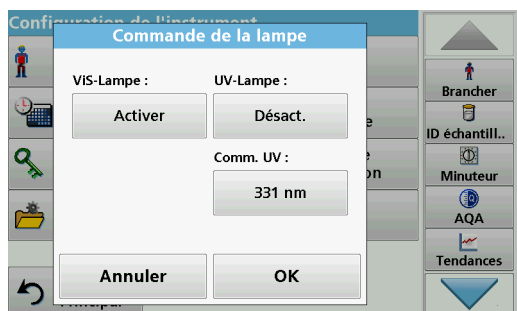 Configuration de l'instrument
Commande de la lampe
ViS-Lampe :
UV-Lampe :
Activer
Désact.
Comm. UV :
331 nm
Annuler
OK
Principal
Brancher
ID échantill..
Minuteur
AQA
Tendances